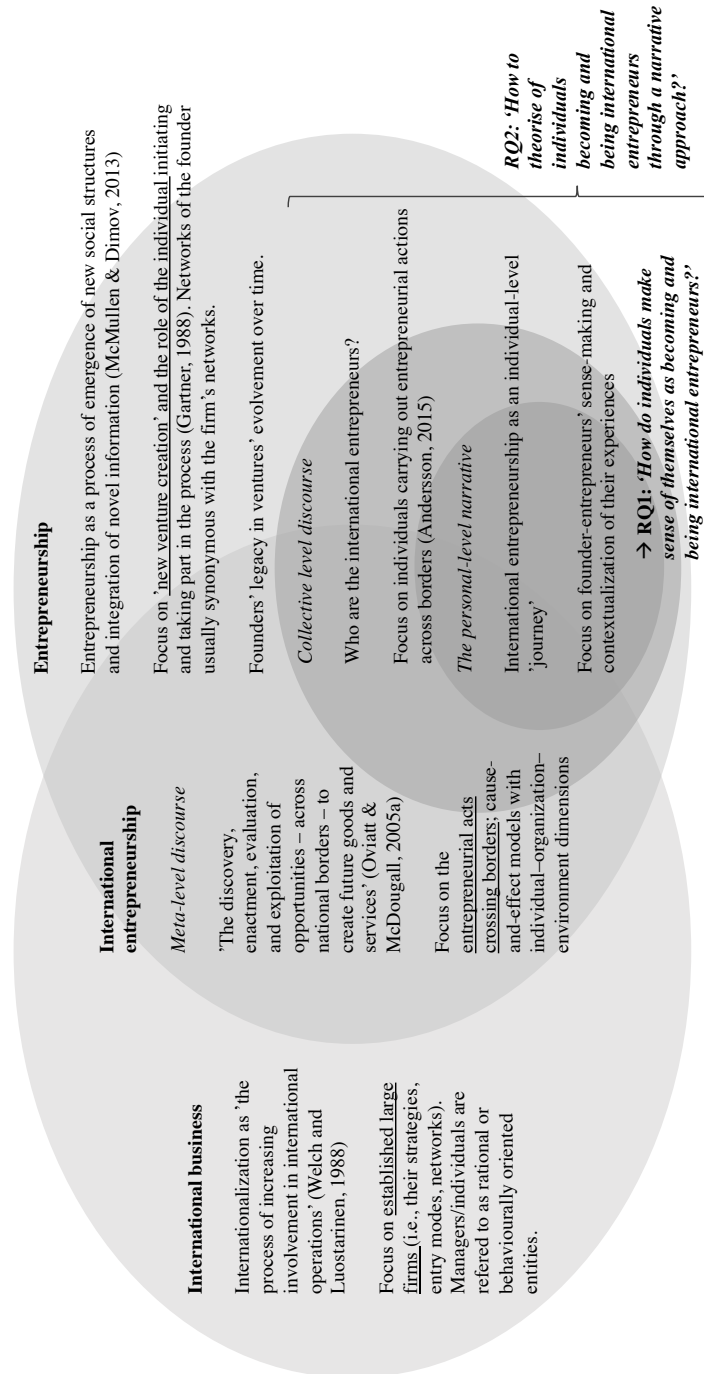 International business
Internationalization as ’the
process of increasing
involvement in international
operations’ (Welch and
Luostarinen, 1988)
Focus on established large
firms (i.e., their strategies,
entry modes, networks).
Managers/individuals are
refered to as rational or
behaviourally oriented
entities.
International
entrepreneurship
Meta-level discourse
’The discovery,
enactment, evaluation,
and exploitation of
opportunities – across
national borders – to
create future goods and
services’ (Oviatt &
McDougall, 2005a)
Focus on the
entrepreneurial acts
crossing borders; cause-
and-effect models with
individual–organization–
environment dimensions
Entrepreneurship
Entrepreneurship as a process of emergence of new social structures
and integration of novel information (McMullen & Dimov, 2013)
Focus on ’new venture creation’ and the role of the individual initiating
and taking part in the process (Gartner, 1988). Networks of the founder
usually synonymous with the firm’s networks.
Founders’ legacy in ventures’ evolvement over time.
Collective level discourse
Who are the international entrepreneurs?
Focus on individuals carrying out entrepreneurial actions
across borders (Andersson, 2015)
The personal-level narrative
International entrepreneurship as an individual-level
’journey’
Focus on founder-entrepreneurs’ sense-making and
contextualization of their experiences
→ RQ1: ‘How do individuals make
sense of themselves as becoming and
being international entrepreneurs?’
RQ2: ‘How to
theorise of
individuals
becoming and
being international
entrepreneurs
through a narrative
approach?’